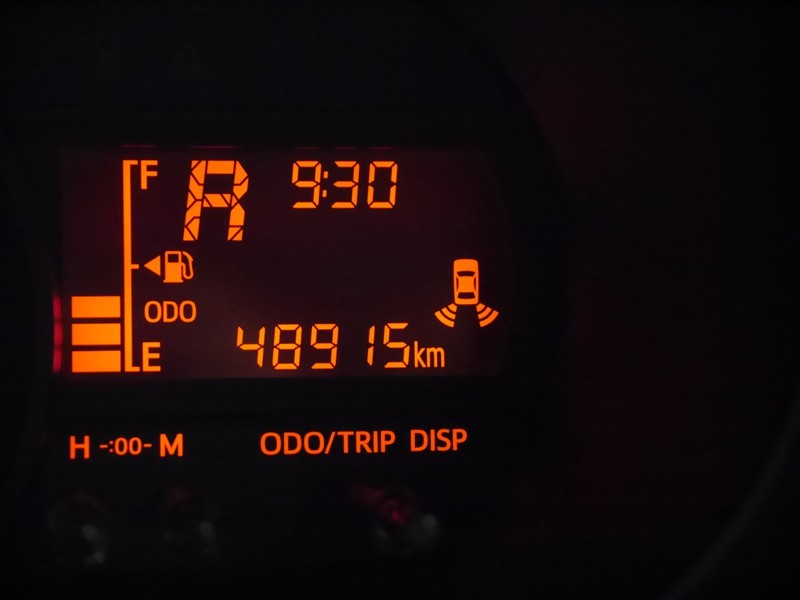 F R 9:30
ODO
E 48915km
H -:00- M ODO/TRIP DISP